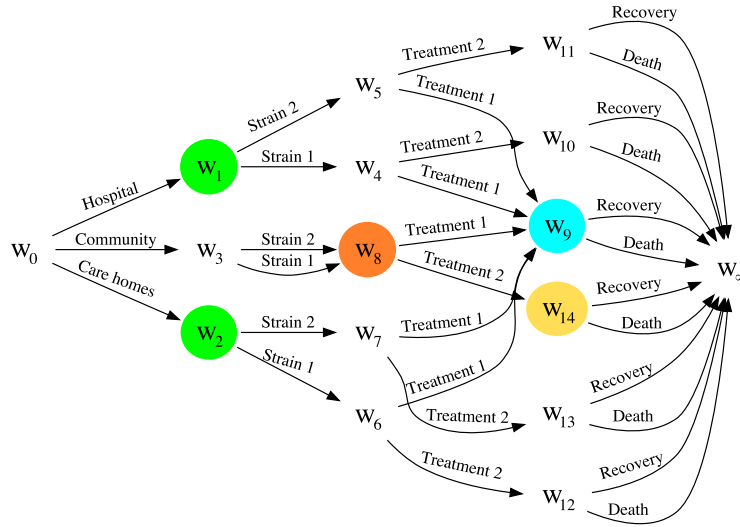 w0
Hospital
Community
Care homes
w1
w3
w2
Strain 2
Strain 1
Strain 2
Strain 1
Strain 2
Strain 1
w5
w4
w8
w7
w6
Treatment 2
Treatment 1
Treatment 2
Treatment 1
Treatment 1
Treatment 2
Treatment 1
Treatment 1
Treatment 2
Treatment 2
w11
w10
w9
w14
w13
w12
Recovery
Death
Recovery
Death
Recovery
Death
Recovery
Death
Recovery
Death
Recovery
Death
w∞